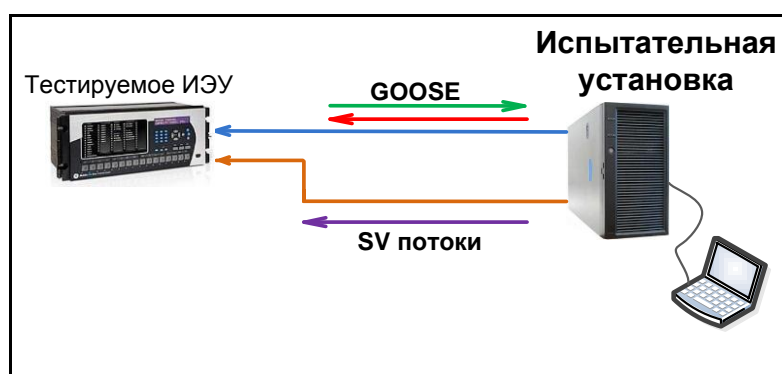 Испытательная
установка
Тестируемое ИЭУ
GOOSE
SV потоки